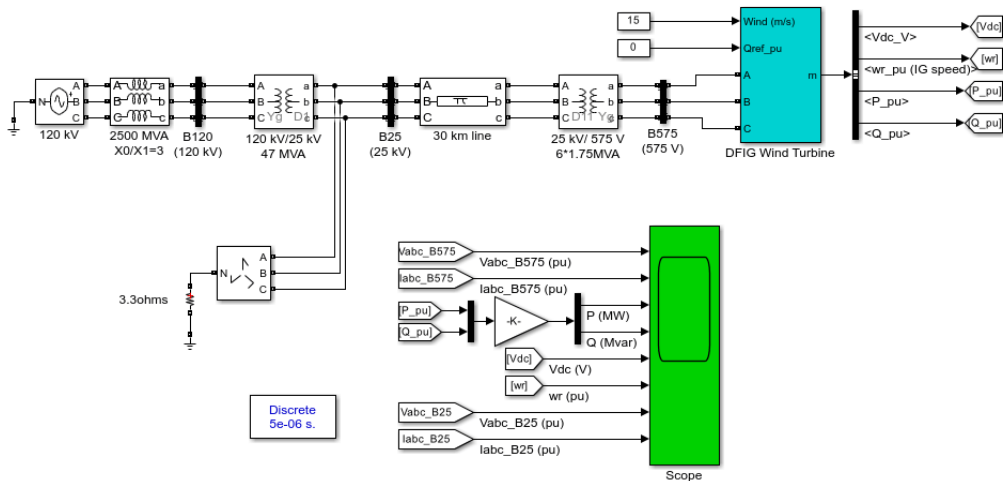 15
Wind (m/s)
[Vdc]
<Vdc_V>
0
Qref_pu
[wr]
<wr_pu (IG speed)>
A
m
[P_pu]
<P_pu>
B
[Q_pu]
<Q_pu>
C
DFIG Wind Turbine
N
A
B
C
120 kV
A a
B b
C c
2500 MVA
X0/X1=3
B120
(120 kV)
A a
B b
C c
Yg
120 kV/25 kV
47 MVA
a
b
c
B25
(25 kV)
A a
B b
C c
30 km line
A a
B b
C c
D11 Yg
25 kV/ 575 V
6*1.75MVA
B575
(575 V)
N
A
B
C
3.3ohms
Discrete
5e-06 s.
Vabc_B575
Vabc_B575 (pu)
Iabc_B575
Iabc_B575 (pu)
[P_pu]
[Q_pu]
-K-
P (MW)
Q (Mvar)
[Vdc]
Vdc (V)
[wr]
wr (pu)
Vabc_B25
Vabc_B25 (pu)
Iabc_B25
Iabc_B25 (pu)
Scope